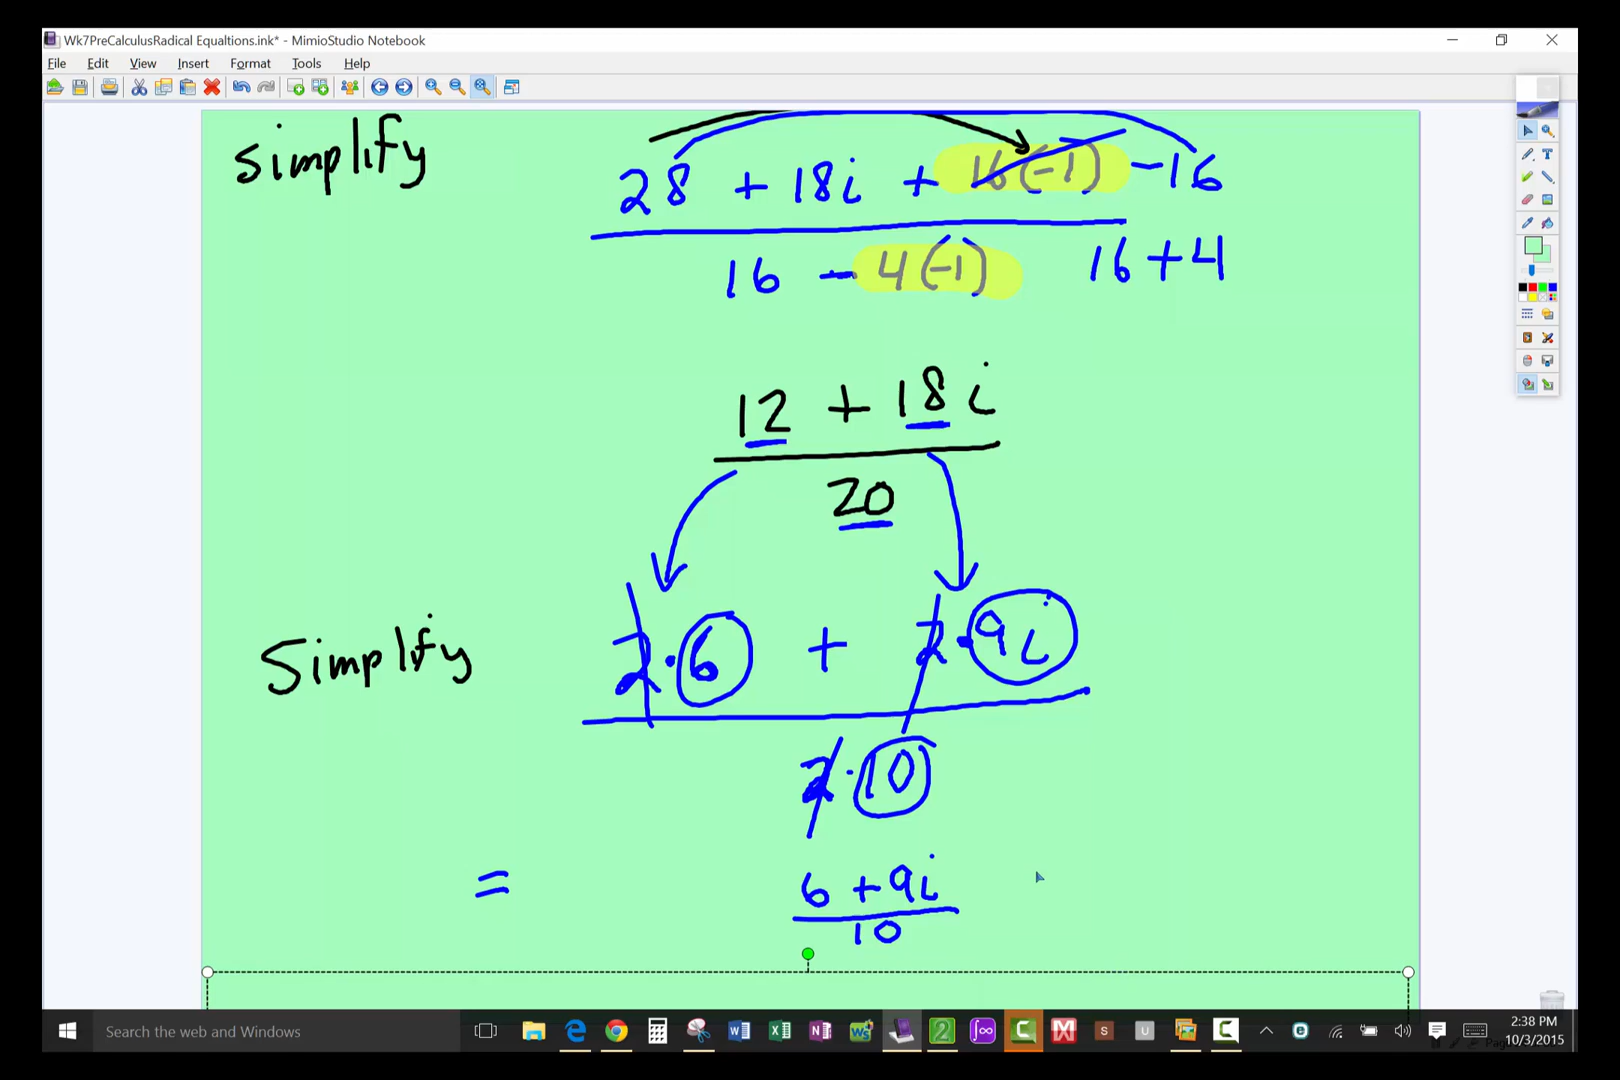 Wk7PreCalculusRadical Equaltions.ink* - MimioStudio Notebook
File Edit View Insert Format Tools Help
simplify
28 + 18i + 16(-1) -16
16 - 4(-1) 16+4
12 + 18i
20
Simplify
2·6 + 2·9i
2·10
= 6 + 9i
10
Search the web and Windows
2:38 PM
10/3/2015